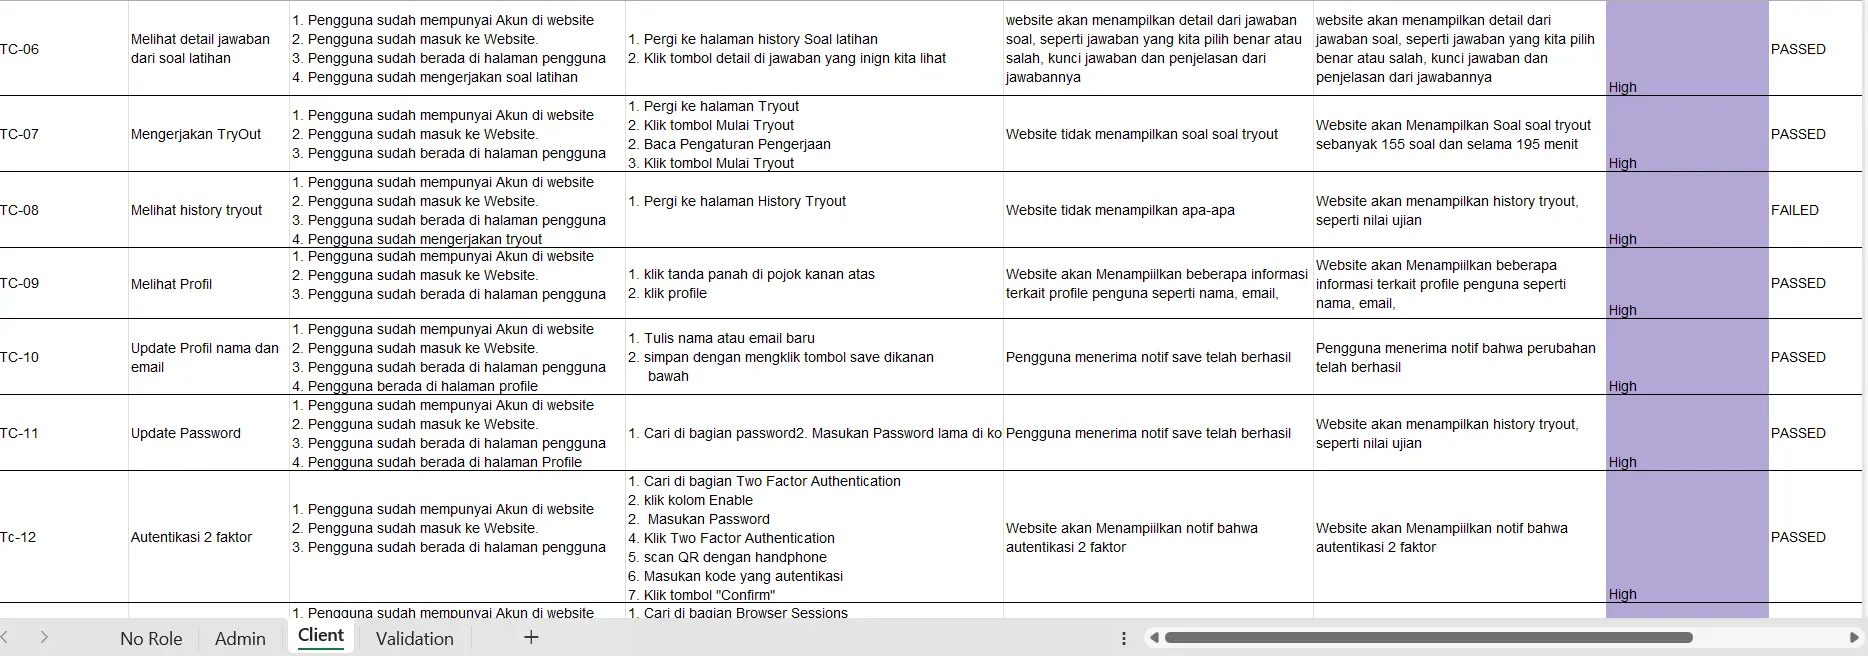 TC-06
Melihat detail jawaban
dari soal latihan
1. Pengguna sudah mempunyai Akun di website
2. Pengguna sudah masuk ke Website.
3. Pengguna sudah berada di halaman pengguna
4. Pengguna sudah mengerjakan soal latihan
1. Pergi ke halaman history Soal latihan
2. Klik tombol detail di jawaban yang inign kita lihat
website akan menampilkan detail dari jawaban
soal, seperti jawaban yang kita pilih benar atau
salah, kunci jawaban dan penjelasan dari
jawabannya
website akan menampilkan detail dari
jawaban soal, seperti jawaban yang kita pilih
benar atau salah, kunci jawaban dan
penjelasan dari jawabannya
High
PASSED
TC-07
Mengerjakan TryOut
1. Pengguna sudah mempunyai Akun di website
2. Pengguna sudah masuk ke Website.
3. Pengguna sudah berada di halaman pengguna
1. Pergi ke halaman Tryout
2. Klik tombol Mulai Tryout
2. Baca Pengaturan Pengerjaan
3. Klik tombol Mulai Tryout
Website tidak menampilkan soal soal tryout
Website akan Menampilkan Soal soal tryout
sebanyak 155 soal dan selama 195 menit
High
PASSED
TC-08
Melihat history tryout
1. Pengguna sudah mempunyai Akun di website
2. Pengguna sudah masuk ke Website.
3. Pengguna sudah berada di halaman pengguna
4. Pengguna sudah mengerjakan tryout
1. Pergi ke halaman History Tryout
Website tidak menampilkan apa-apa
Website akan menampilkan history tryout,
seperti nilai ujian
High
FAILED
TC-09
Melihat Profil
1. Pengguna sudah mempunyai Akun di website
2. Pengguna sudah masuk ke Website.
3. Pengguna sudah berada di halaman pengguna
1. klik tanda panah di pojok kanan atas
2. klik profile
Website akan Menampiilkan beberapa informasi
terkait profile penguna seperti nama, email,
Website akan Menampiilkan beberapa
informasi terkait profile penguna seperti
nama, email,
High
PASSED
TC-10
Update Profil nama dan
email
1. Pengguna sudah mempunyai Akun di website
2. Pengguna sudah masuk ke Website.
3. Pengguna sudah berada di halaman pengguna
4. Pengguna berada di halaman profile
1. Tulis nama atau email baru
2. simpan dengan mengklik tombol save dikanan
bawah
Pengguna menerima notif save telah berhasil
Pengguna menerima notif bahwa perubahan
telah berhasil
High
PASSED
TC-11
Update Password
1. Pengguna sudah mempunyai Akun di website
2. Pengguna sudah masuk ke Website.
3. Pengguna sudah berada di halaman pengguna
4. Pengguna sudah berada di halaman Profile
1. Cari di bagian password2. Masukan Password lama di ko
Pengguna menerima notif save telah berhasil
Website akan menampilkan history tryout,
seperti nilai ujian
High
PASSED
Tc-12
Autentikasi 2 faktor
1. Pengguna sudah mempunyai Akun di website
2. Pengguna sudah masuk ke Website.
3. Pengguna sudah berada di halaman pengguna
1. Cari di bagian Two Factor Authentication
2. klik kolom Enable
2. Masukan Password
4. Klik Two Factor Authentication
5. scan QR dengan handphone
6. Masukan kode yang autentikasi
7. Klik tombol "Confirm"
Website akan Menampiilkan notif bahwa
autentikasi 2 faktor
Website akan Menampiilkan notif bahwa
autentikasi 2 faktor
High
PASSED
1. Pengguna sudah mempunyai Akun di website
1. Cari di bagian Browser Sessions
No Role
Admin
Client
Validation